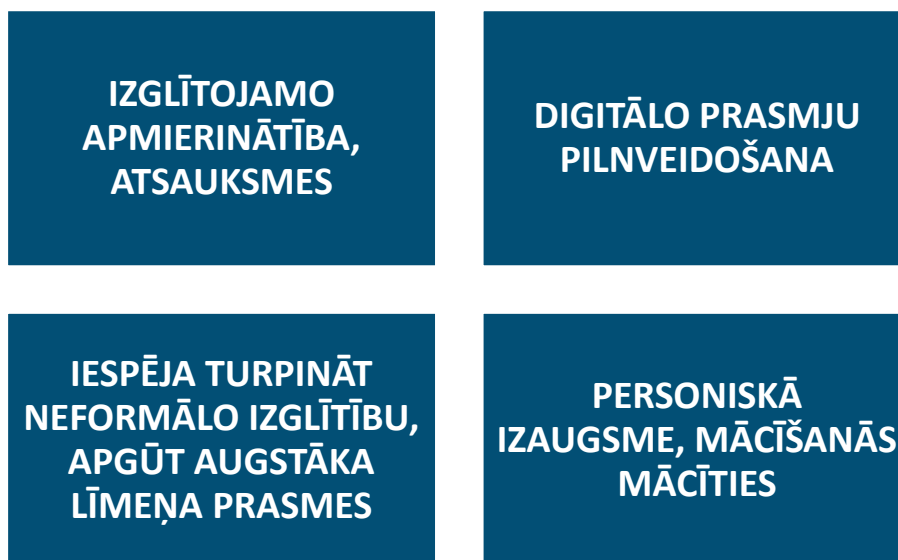 IZGLĪTOJAMO
APMIERINĀTĪBA,
ATSAUKSMES
DIGITĀLO PRASMJU
PILNVEIDOŠANA
IESPĒJA TURPINĀT
NEFORMĀLO IZGLĪTĪBU,
APGŪT AUGSTĀKA
LĪMEŅA PRASMES
PERSONISKĀ
IZAUGSME, MĀCĪŠANĀS
MĀCĪTIES